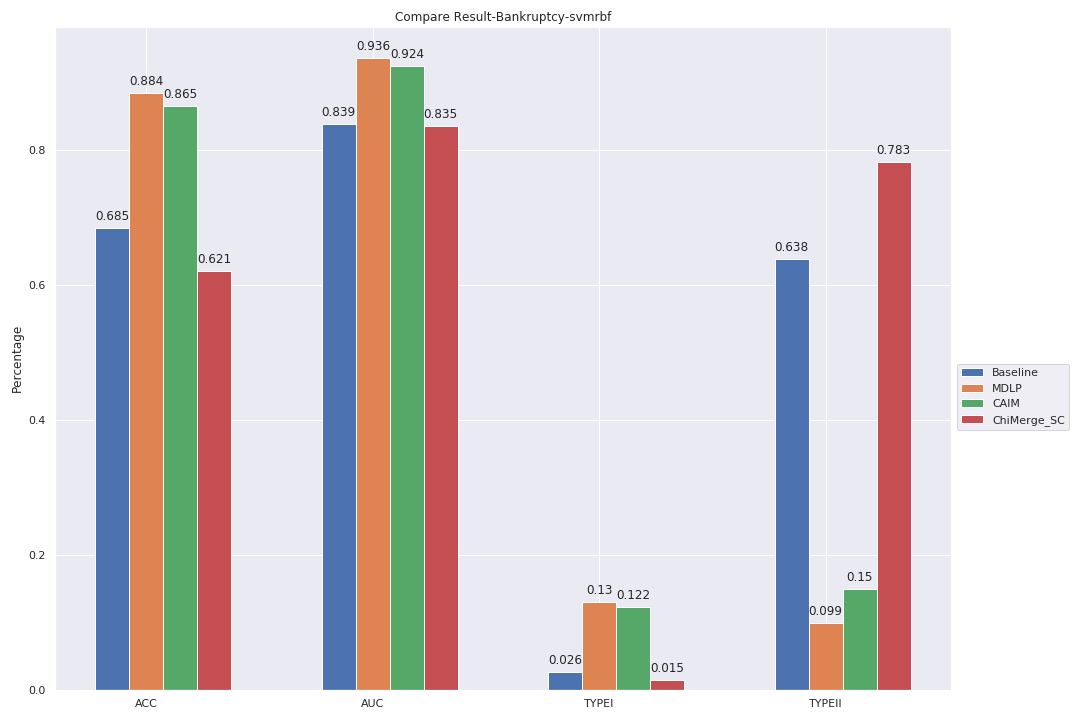 Compare Result-Bankruptcy-svmrbf
Percentage
0.8
0.6
0.4
0.2
0.0
0.685
0.884
0.865
0.621
0.839
0.936
0.924
0.835
0.026
0.13
0.122
0.015
0.638
0.099
0.15
0.783
ACC
AUC
TYPEI
TYPEII
Baseline
MDLP
CAIM
ChiMerge_SC